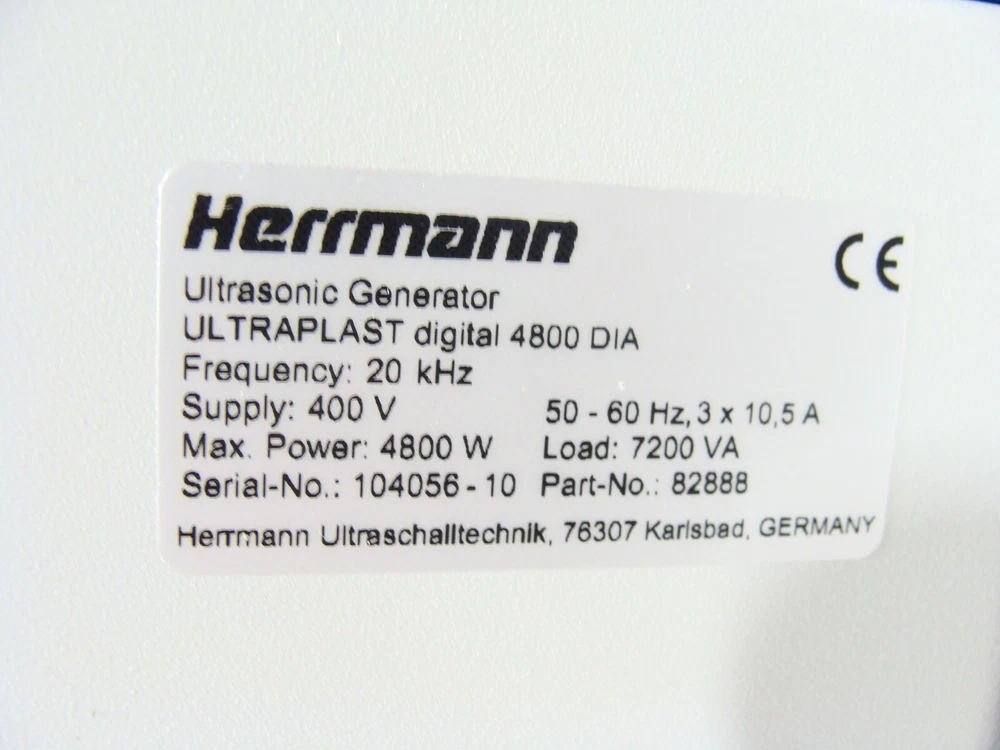 Herrmann
CE
Ultrasonic Generator
ULTRAPLAST digital 4800 DIA
Frequency: 20 kHz
Supply: 400 V 50 - 60 Hz, 3 x 10,5 A
Max. Power: 4800 W Load: 7200 VA
Serial-No.: 104056 - 10 Part-No.: 82888
Herrmann Ultraschalltechnik, 76307 Karlsbad, GERMANY